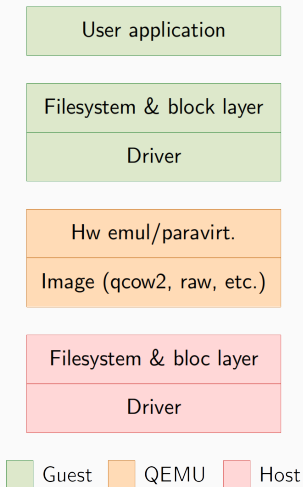 User application
Filesystem & block layer
Driver
Hw emul/paravirt.
Image (qcow2, raw, etc.)
Filesystem & bloc layer
Driver
Guest QEMU Host